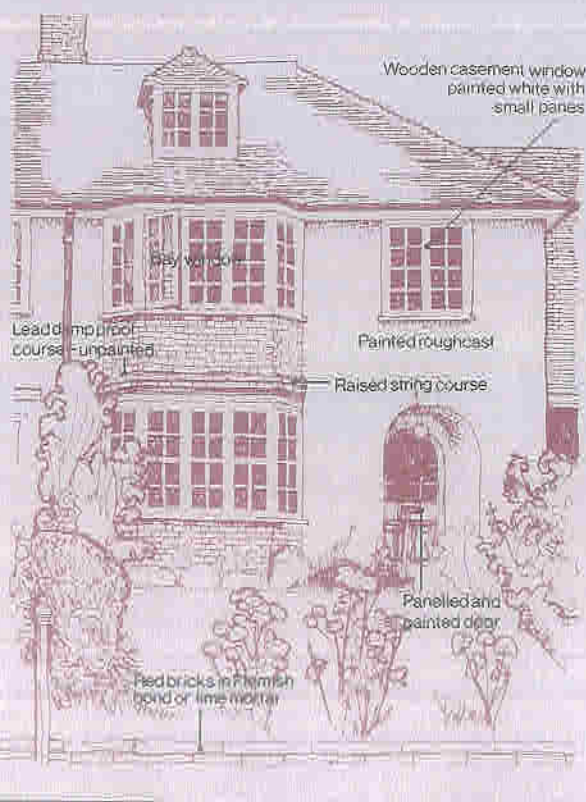 Wooden casement window
painted white with
small panes
Bay window
Lead damp proof
course - unpainted
Painted roughcast
Raised string course
Panelled and
painted door
Red bricks in Flemish
bond or lime mortar